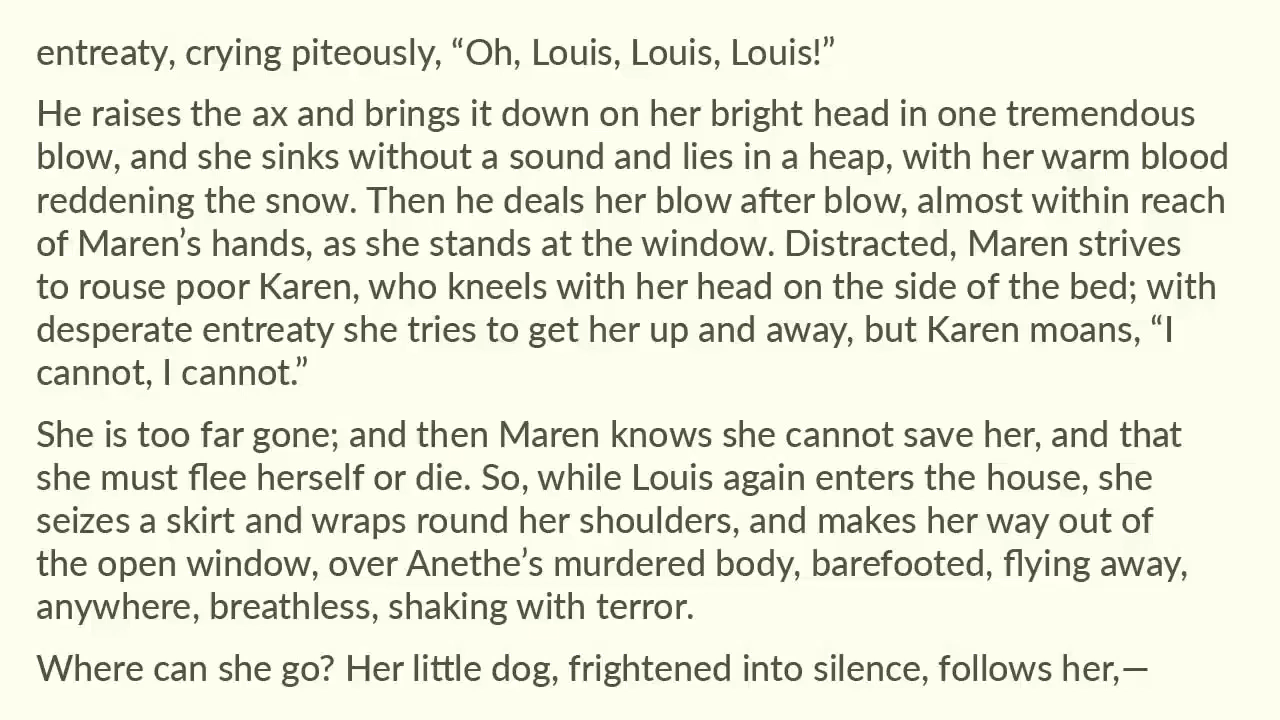 entreaty, crying piteously, “Oh, Louis, Louis, Louis!”
He raises the ax and brings it down on her bright head in one tremendous
blow, and she sinks without a sound and lies in a heap, with her warm blood
reddening the snow. Then he deals her blow after blow, almost within reach
of Maren’s hands, as she stands at the window. Distracted, Maren strives
to rouse poor Karen, who kneels with her head on the side of the bed; with
desperate entreaty she tries to get her up and away, but Karen moans, “I
cannot, I cannot.”
She is too far gone; and then Maren knows she cannot save her, and that
she must flee herself or die. So, while Louis again enters the house, she
seizes a skirt and wraps round her shoulders, and makes her way out of
the open window, over Anethe’s murdered body, barefooted, flying away,
anywhere, breathless, shaking with terror.
Where can she go? Her little dog, frightened into silence, follows her,—